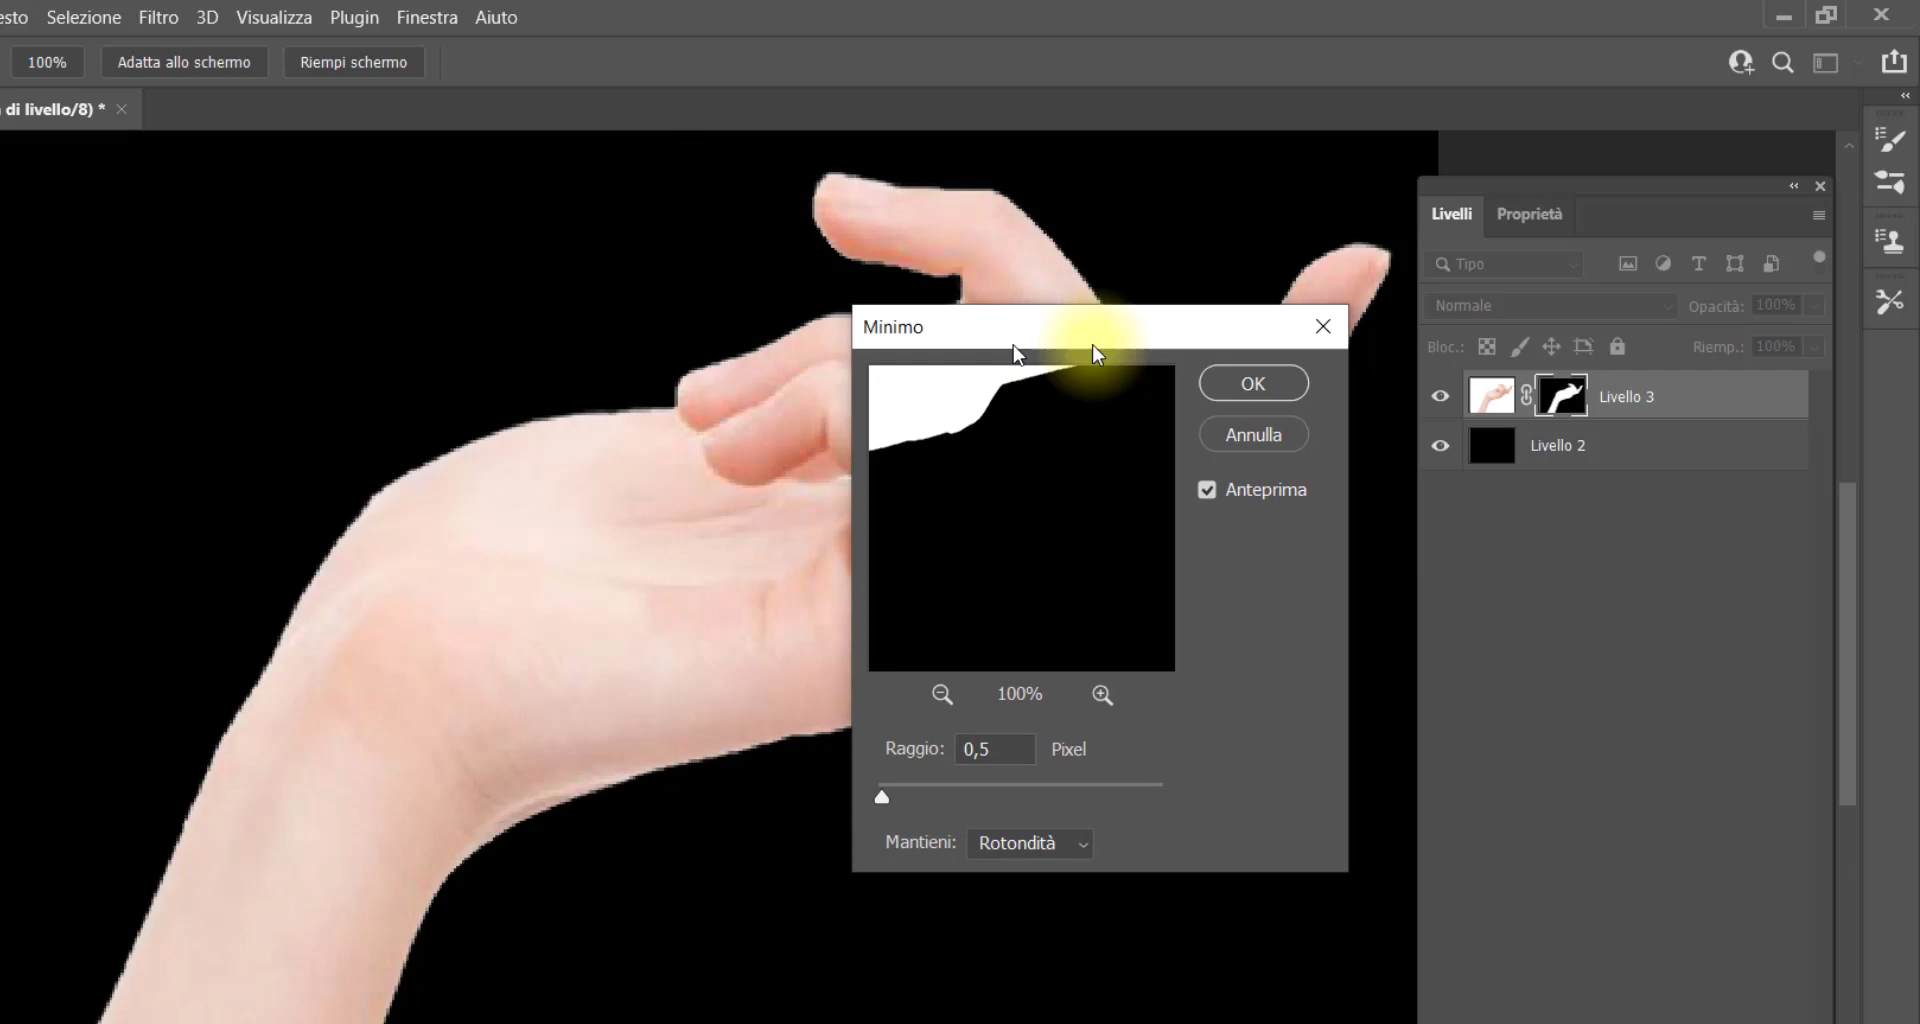 esto Selezione Filtro 3D Visualizza Plugin Finestra Aiuto
100% Adatta allo schermo Riempi schermo
di livello/8) *
Livelli Proprietà
Tipo
Normale Opacità: 100%
Bloc.: Riemp.: 100%
Livello 3
Livello 2
Minimo
OK
Annulla
Anteprima
100%
Raggio: 0,5 Pixel
Mantieni: Rotondità